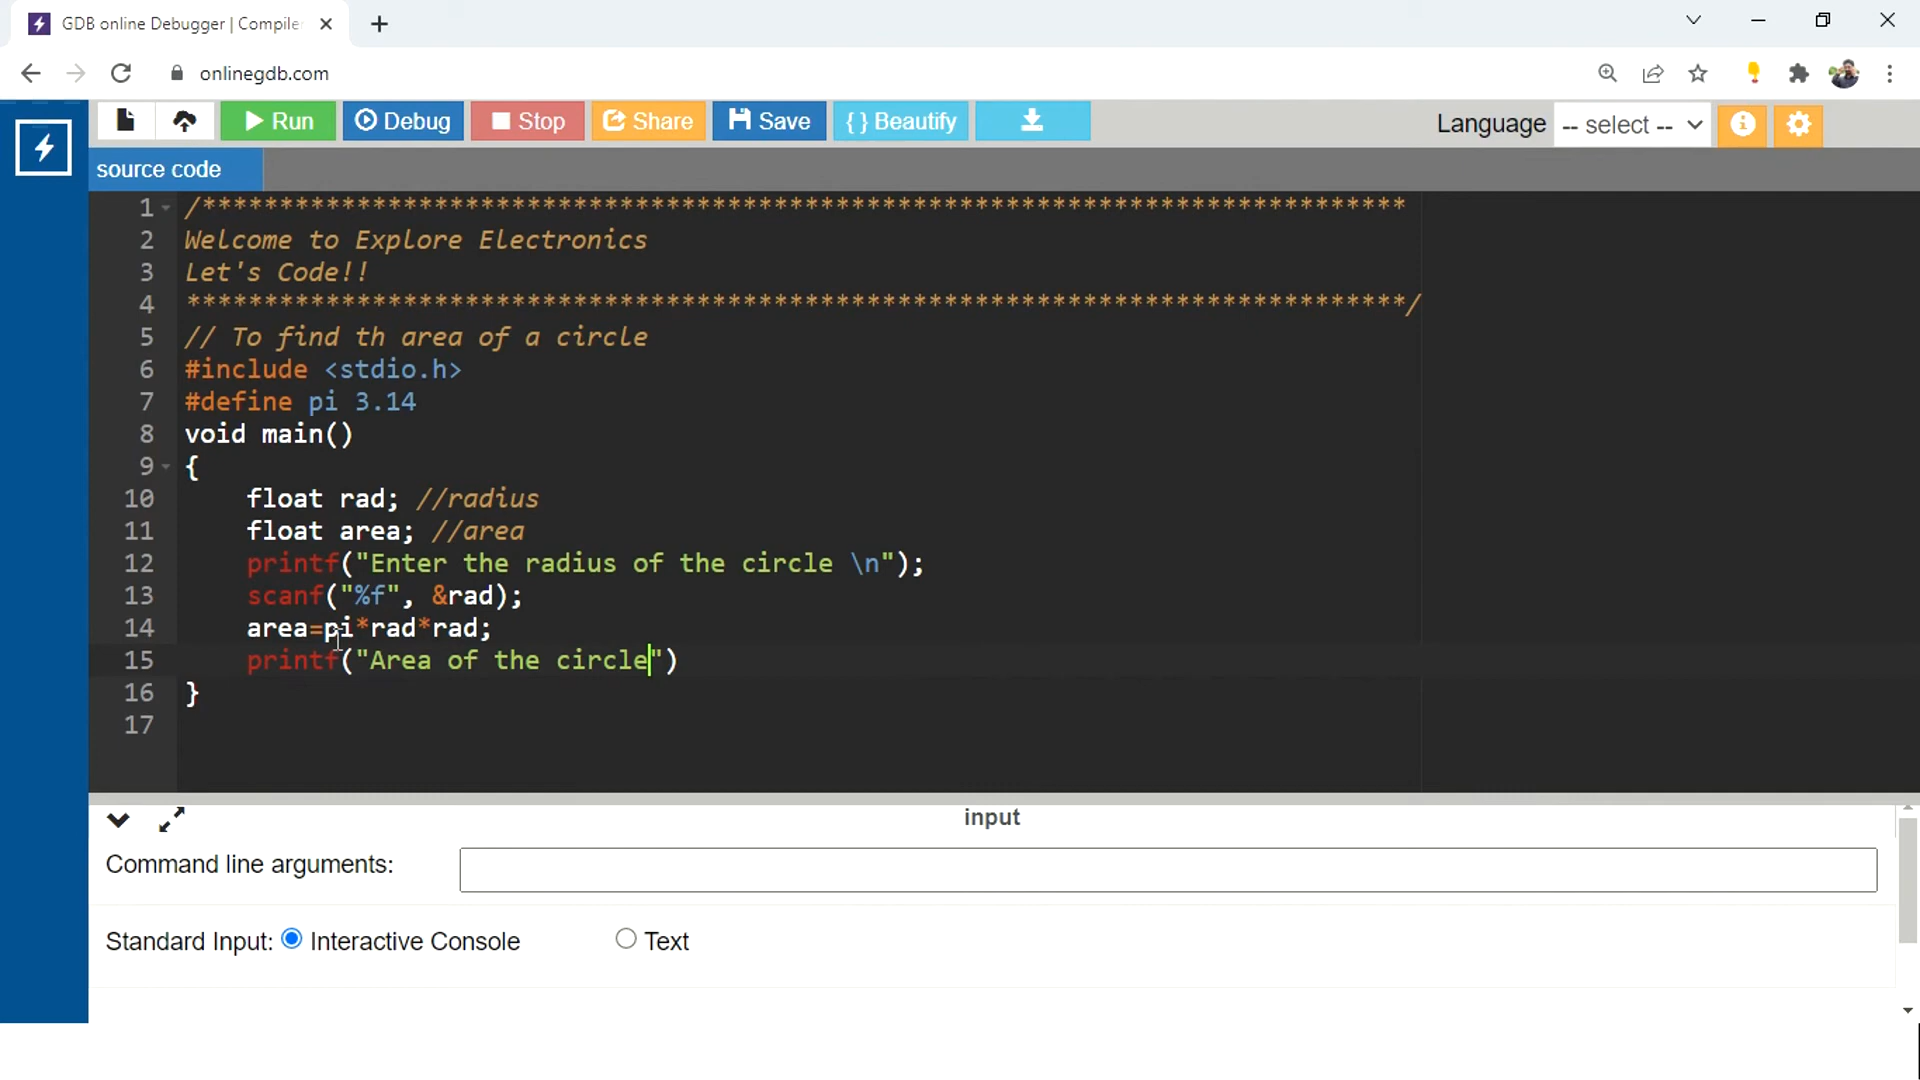 GDB online Debugger | Compiler
onlinegdb.com
Run Debug Stop Share Save { } Beautify Language -- select --
source code
1 /******************************************************************************
2 Welcome to Explore Electronics
3 Let's Code!!
4 *******************************************************************************/
5 // To find th area of a circle
6 #include <stdio.h>
7 #define pi 3.14
8 void main()
9 {
10 float rad; //radius
11 float area; //area
12 printf("Enter the radius of the circle \n");
13 scanf("%f", &rad);
14 area=pi*rad*rad;
15 printf("Area of the circle")
16 }
17
input
Command line arguments:
Standard Input: Interactive Console Text